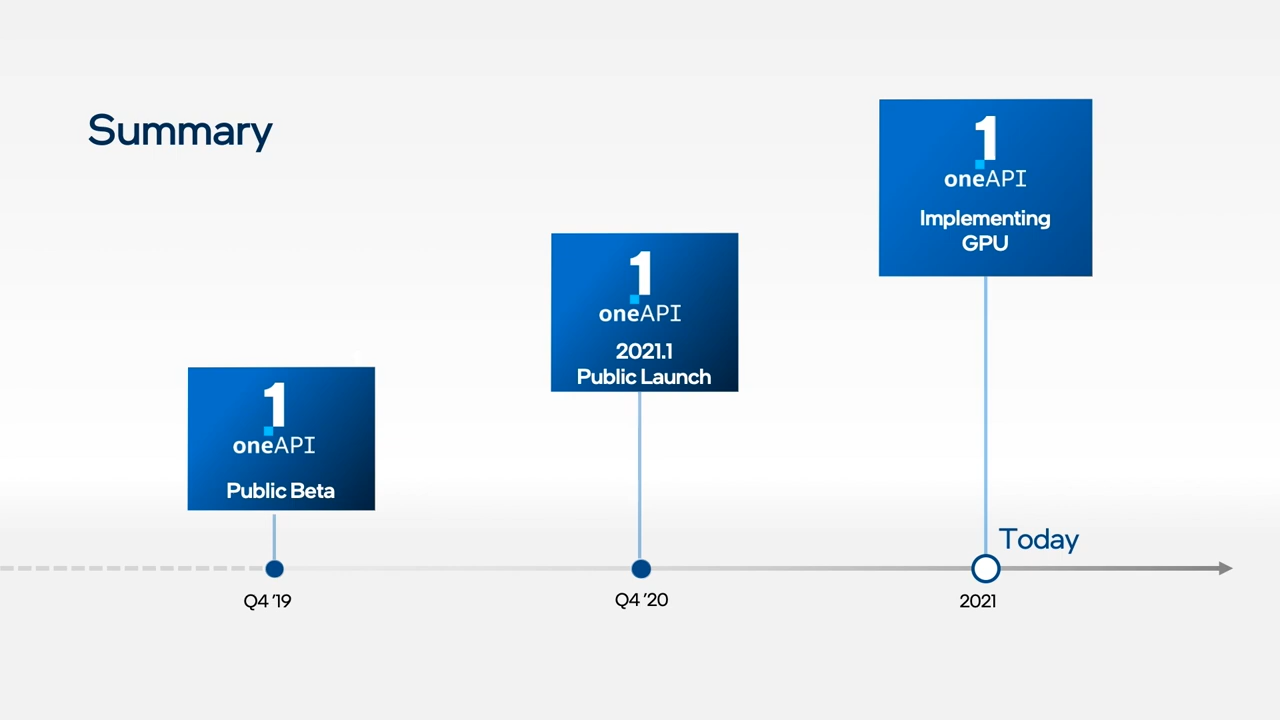 Summary
1
oneAPI
Public Beta
1
oneAPI
2021.1
Public Launch
1
oneAPI
Implementing
GPU
Today
Q4 '19
Q4 '20
2021